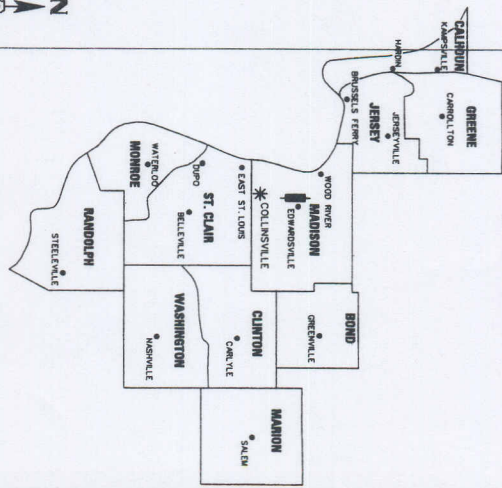 N
CALHOUN
KAMPSVILLE
HARDIN
GREENE
CARROLLTON
JERSEY
JERSEYVILLE
BRUSSELS FERRY
WOOD RIVER
MADISON
EDWARDSVILLE
COLLINSVILLE
BOND
GREENVILLE
EAST ST. LOUIS
ST. CLAIR
DUPO
BELLEVILLE
CLINTON
CARLYLE
MARION
SALEM
MONROE
WATERLOO
WASHINGTON
NASHVILLE
RANDOLPH
STEELEVILLE